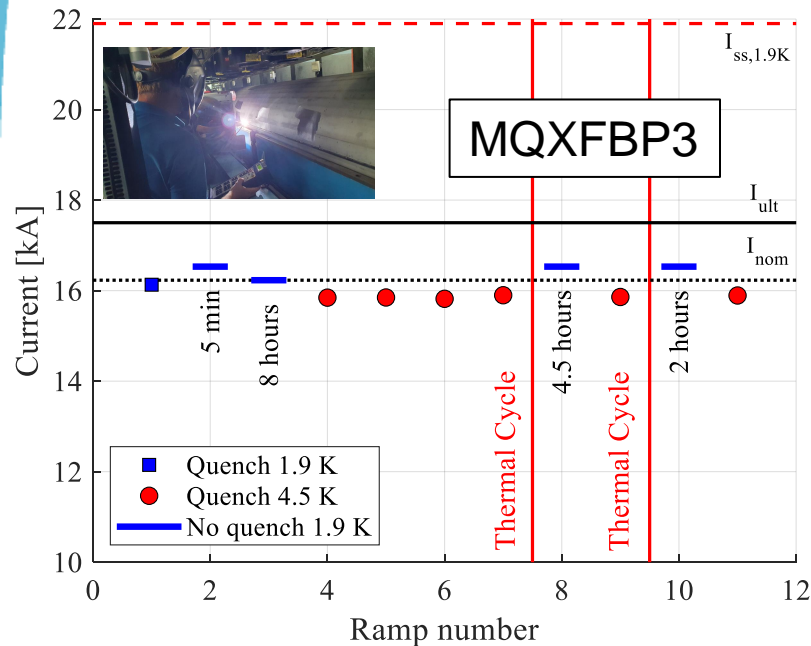 22
20
18
16
14
12
10
Current [kA]
I_ss,1.9K
MQXFBP3
I_ult
I_nom
5 min
8 hours
4.5 hours
2 hours
Thermal Cycle
Thermal Cycle
Quench 1.9 K
Quench 4.5 K
No quench 1.9 K
0 2 4 6 8 10 12
Ramp number